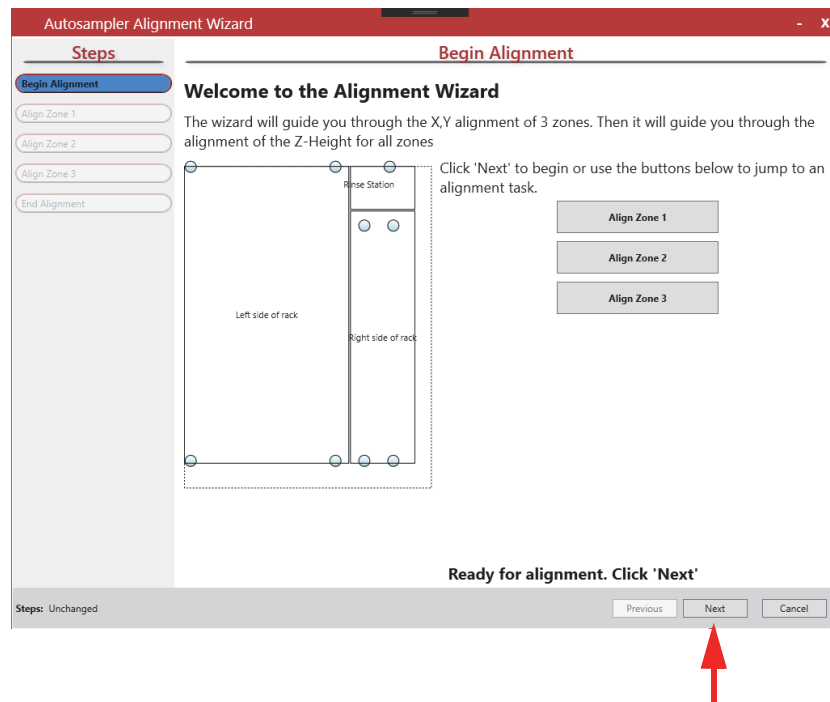 Autosampler Alignment Wizard
- x
Steps
Begin Alignment
Align Zone 1
Align Zone 2
Align Zone 3
End Alignment
Begin Alignment
Welcome to the Alignment Wizard
The wizard will guide you through the X,Y alignment of 3 zones. Then it will guide you through the
alignment of the Z-Height for all zones
Rinse Station
Left side of rack
Right side of rack
Click 'Next' to begin or use the buttons below to jump to an
alignment task.
Align Zone 1
Align Zone 2
Align Zone 3
Ready for alignment. Click 'Next'
Steps: Unchanged
Previous
Next
Cancel